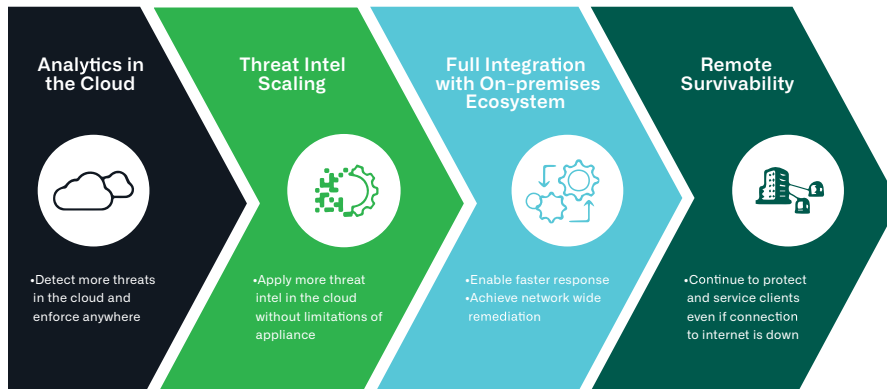 Analytics in
the Cloud
•Detect more threats
in the cloud and
enforce anywhere
Threat Intel
Scaling
•Apply more threat
intel in the cloud
without limitations of
appliance
Full Integration
with On-premises
Ecosystem
•Enable faster response
•Achieve network wide
remediation
Remote
Survivability
•Continue to protect
and service clients
even if connection
to internet is down